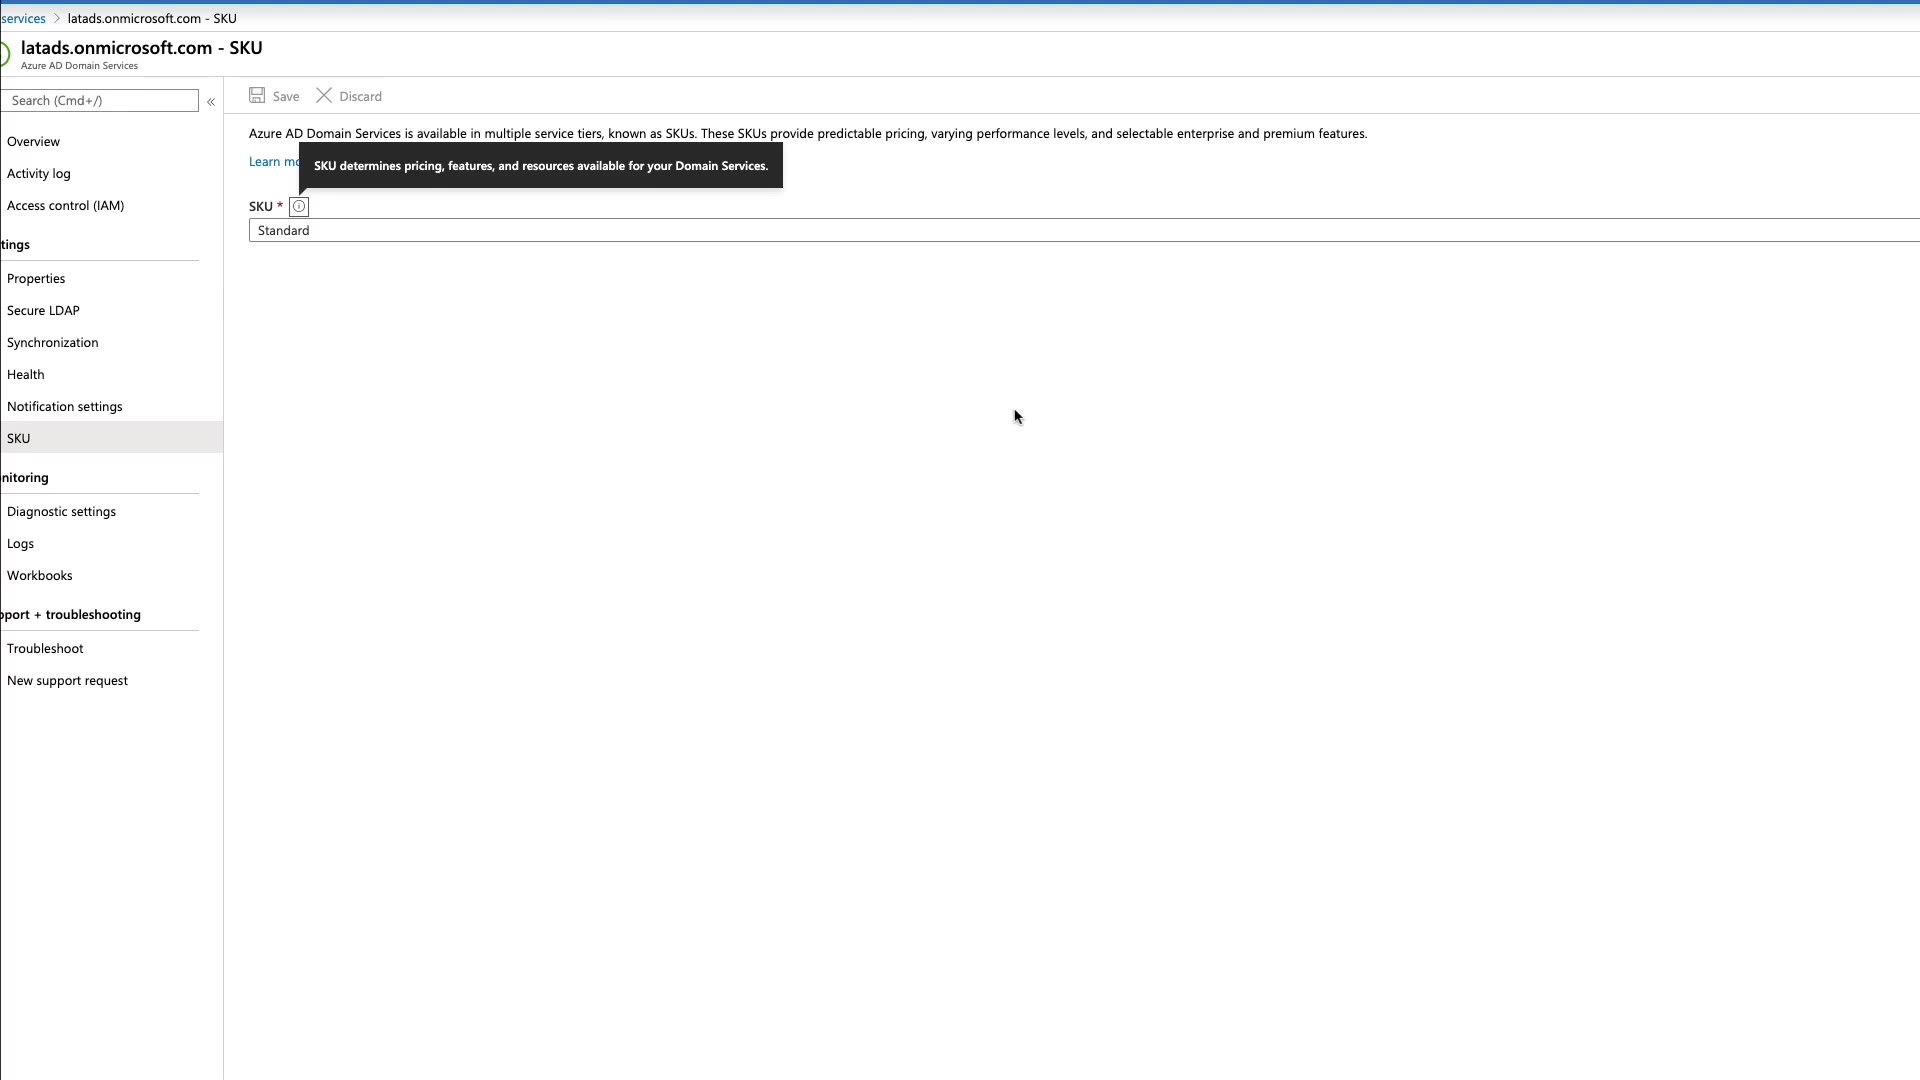 services > latads.onmicrosoft.com - SKU
latads.onmicrosoft.com - SKU
Azure AD Domain Services
Search (Cmd+/)
«
Overview
Activity log
Access control (IAM)
tings
Properties
Secure LDAP
Synchronization
Health
Notification settings
SKU
nitoring
Diagnostic settings
Logs
Workbooks
pport + troubleshooting
Troubleshoot
New support request
Save
Discard
Azure AD Domain Services is available in multiple service tiers, known as SKUs. These SKUs provide predictable pricing, varying performance levels, and selectable enterprise and premium features.
Learn mo
SKU determines pricing, features, and resources available for your Domain Services.
SKU *
Standard